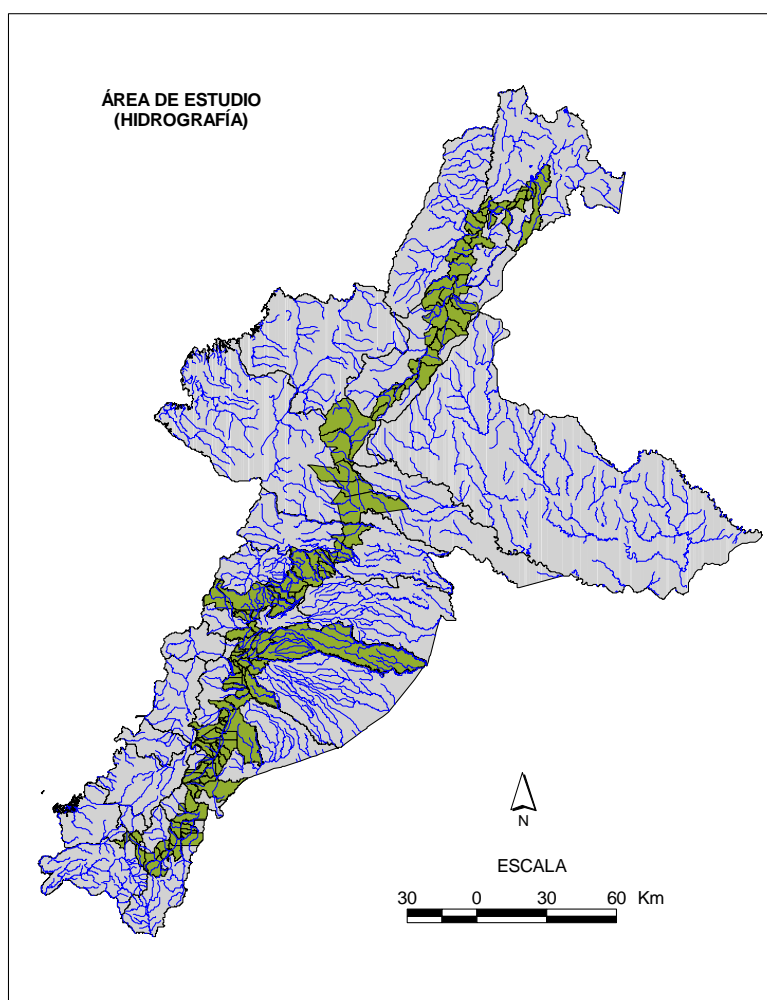 ÁREA DE ESTUDIO
(HIDROGRAFÍA)
N
ESCALA
30 0 30 60 Km